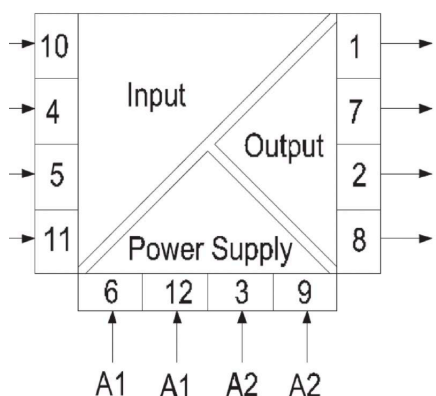 10 1
Input
4 7
Output
5 2
11 8
Power Supply
6 12 3 9
A1 A1 A2 A2